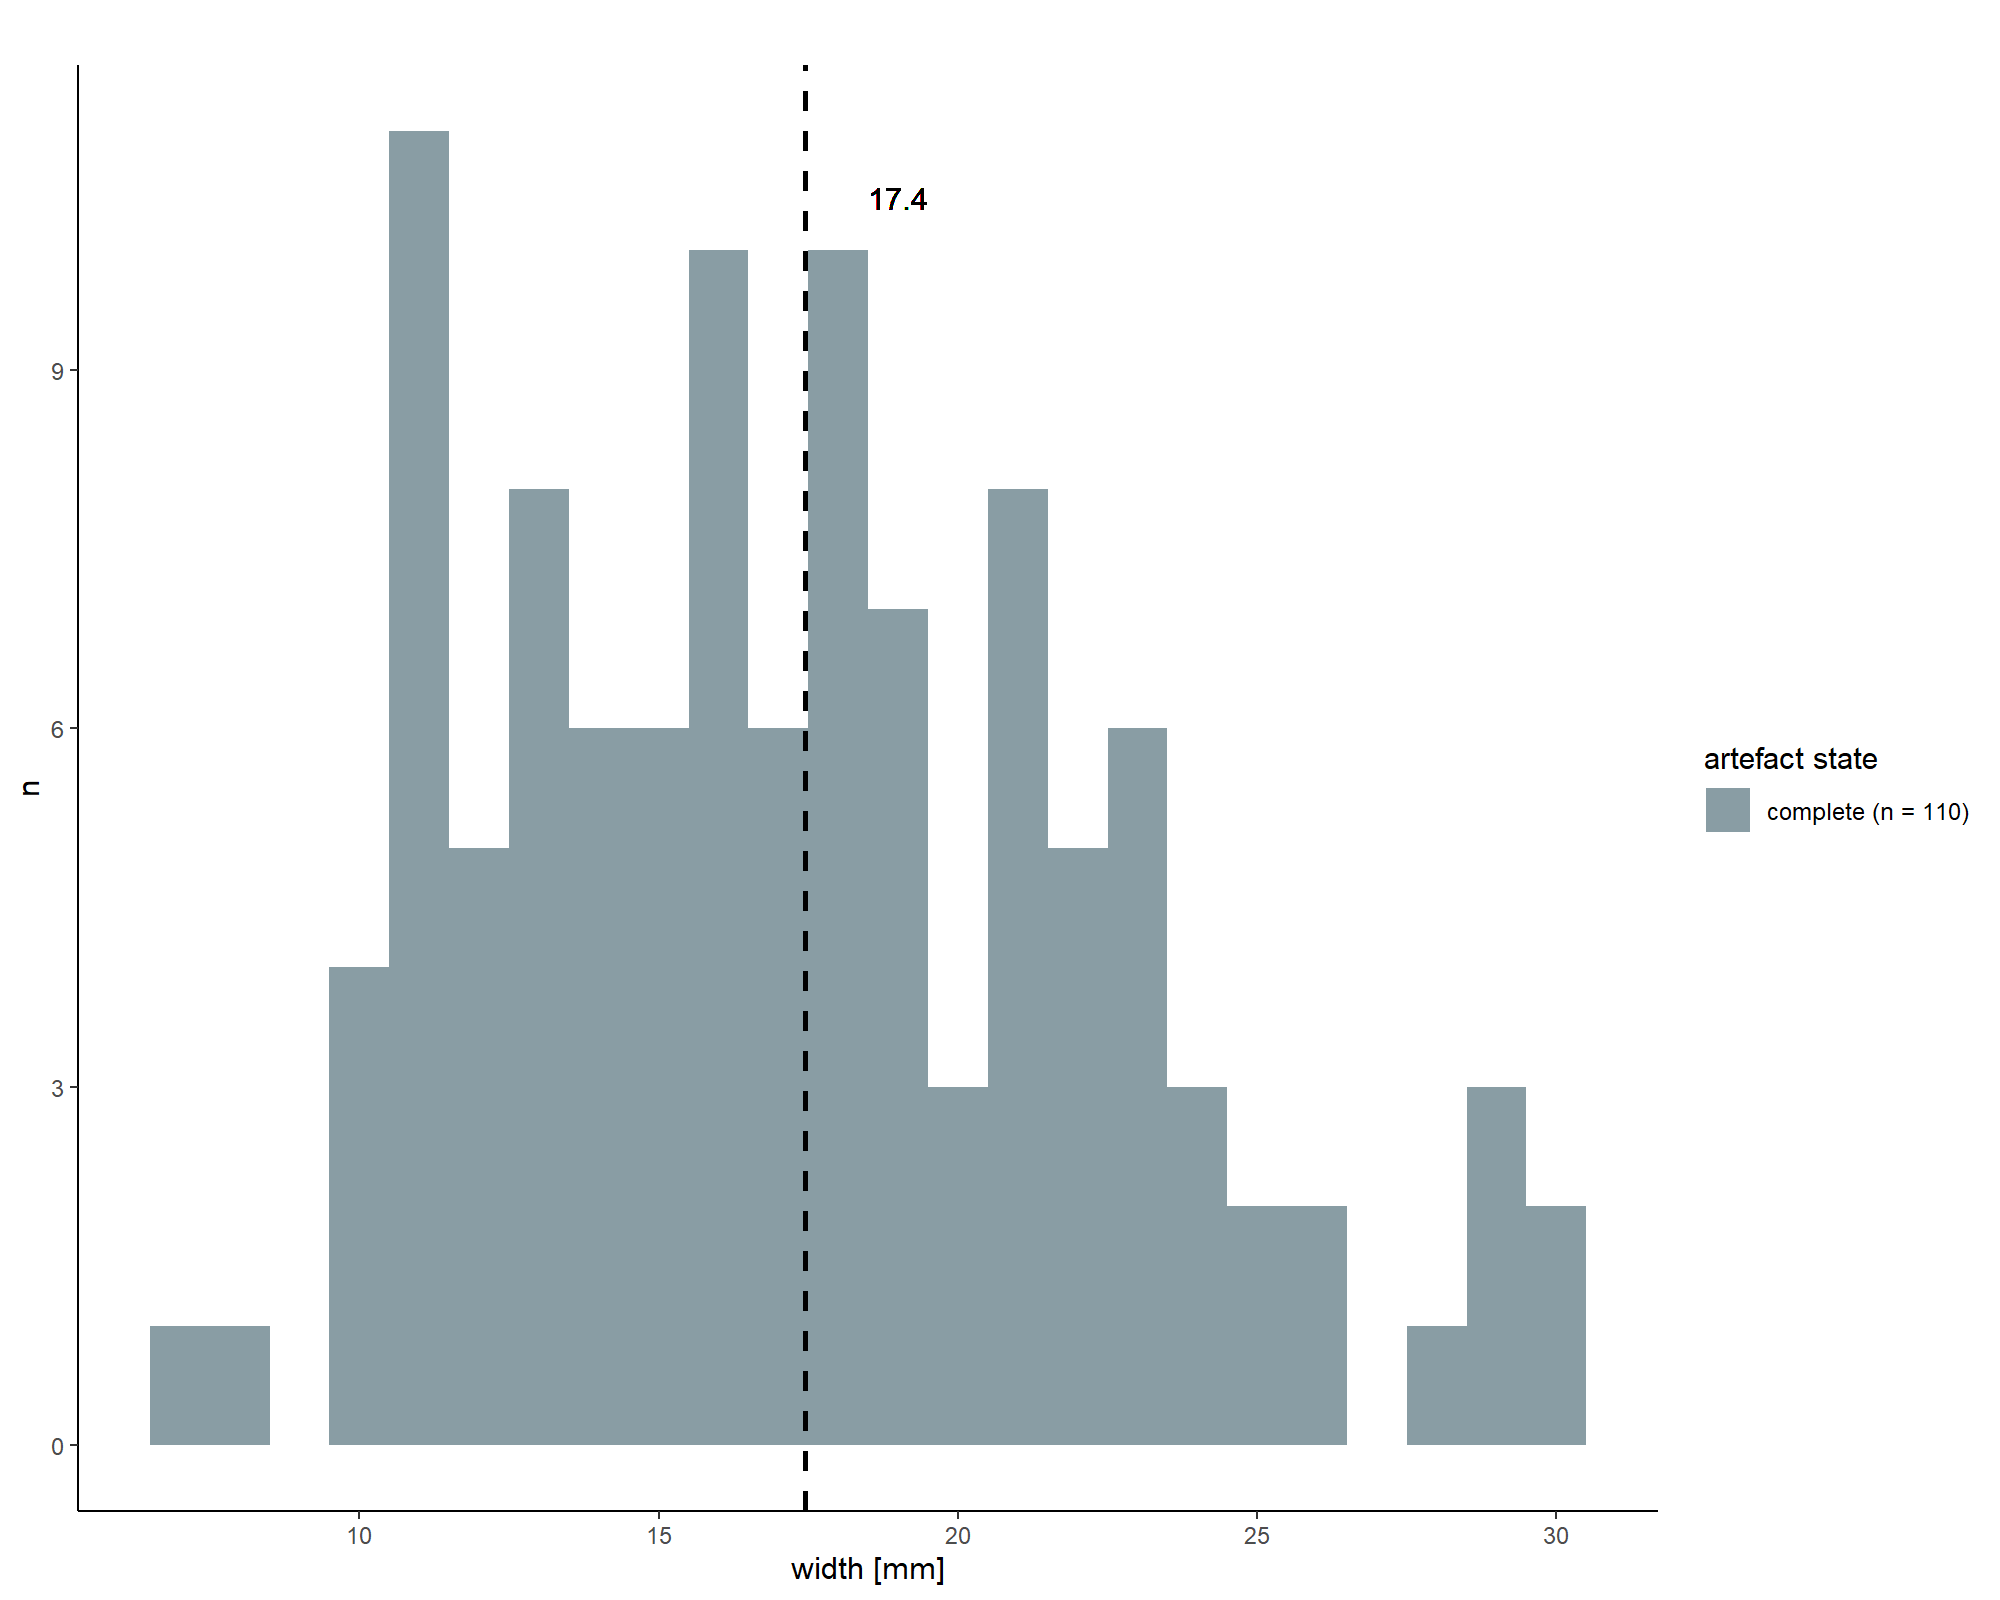 17.4
9
6
3
0
n
10 15 20 25 30
width [mm]
artefact state
complete (n = 110)